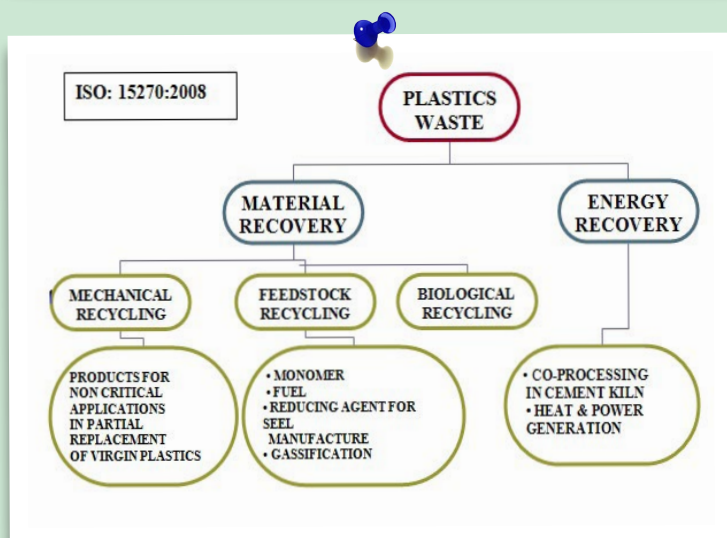 ISO: 15270:2008
PLASTICS
WASTE
MATERIAL
RECOVERY
ENERGY
RECOVERY
MECHANICAL
RECYCLING
FEEDSTOCK
RECYCLING
BIOLOGICAL
RECYCLING
PRODUCTS FOR
NON CRITICAL
APPLICATIONS
IN PARTIAL
REPLACEMENT
OF VIRGIN PLASTICS
• MONOMER
• FUEL
• REDUCING AGENT FOR
SEEL
MANUFACTURE
• GASSIFICATION
• CO-PROCESSING
IN CEMENT KILN
• HEAT & POWER
GENERATION